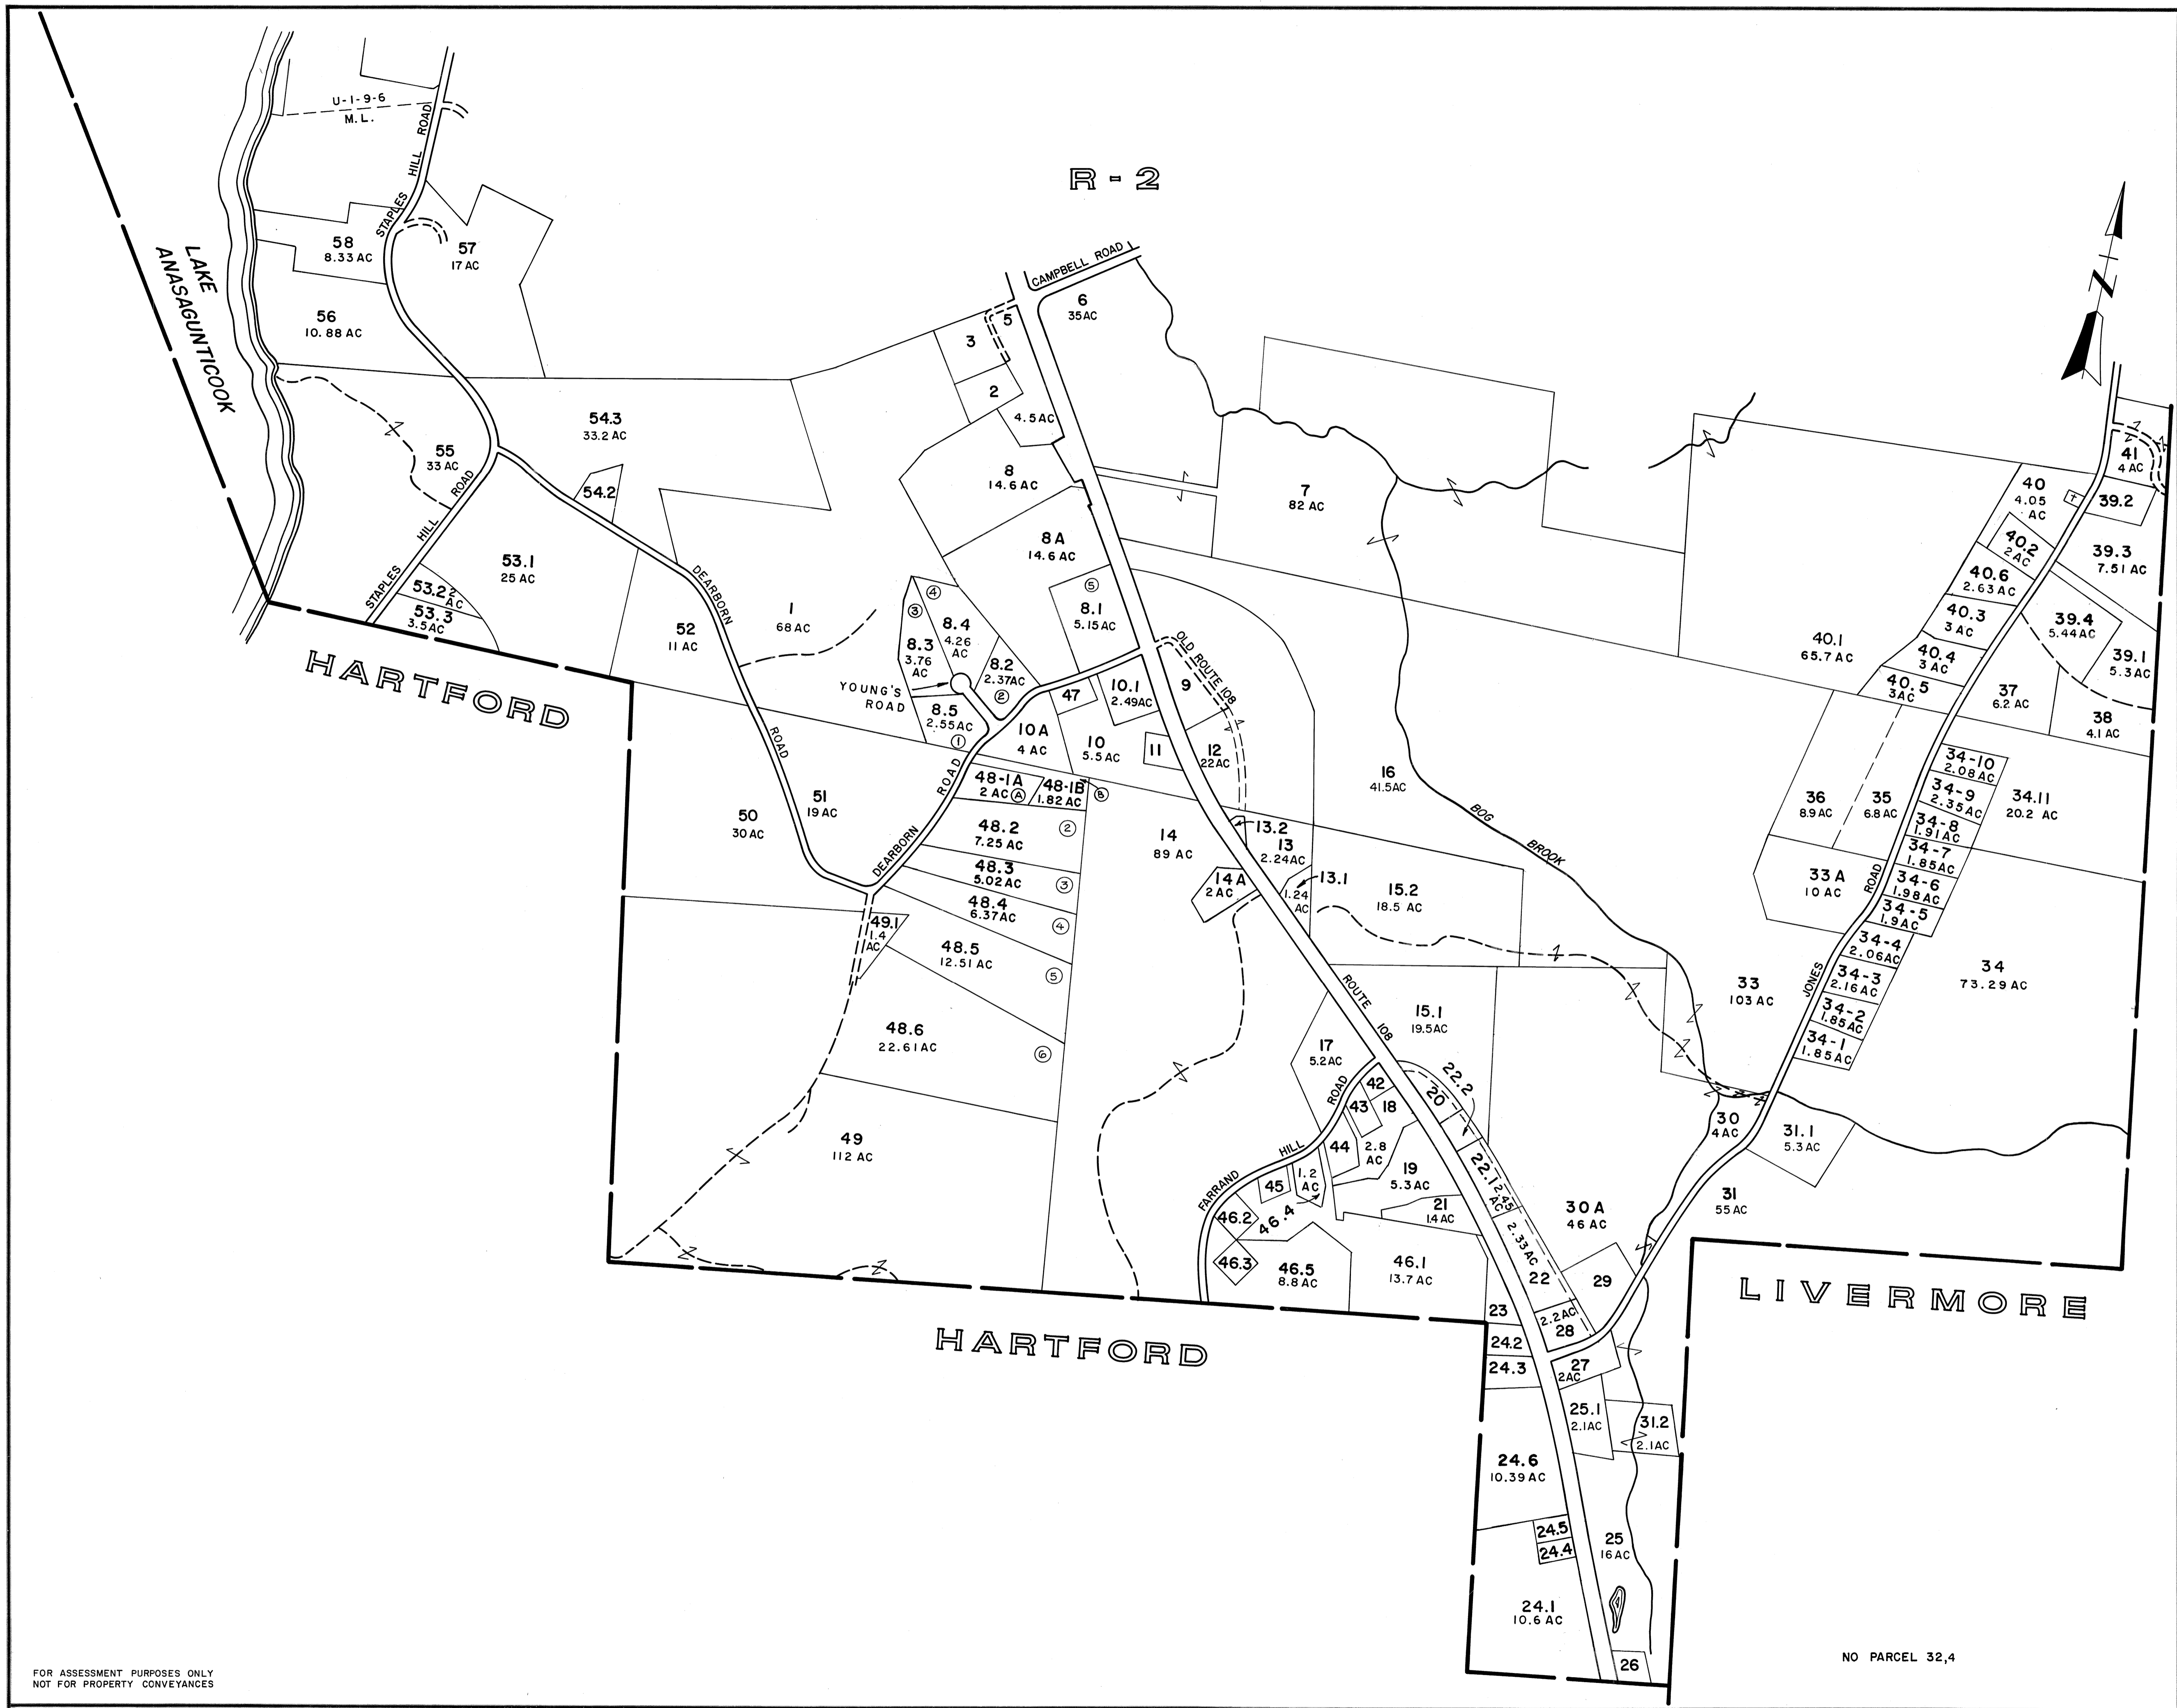 U-1-9-6
M.L.
STAPLES HILL ROAD
R-2
LAKE
ANASAGUNTICOOK
58
8.33 AC
57
17 AC
56
10.88 AC
CAMPBELL ROAD
6
35AC
5
3
2
4.5 AC
N
54.3
33.2 AC
55
33 AC
54.2
STAPLES HILL ROAD
53.1
25 AC
53.2 2
AC
53.3
3.5 AC
HARTFORD
8
14.6 AC
8A
14.6 AC
7
82 AC
41
4 AC
40
4.05
AC
39.2
40.2
2 AC
39.3
7.51 AC
40.6
2.63 AC
40.3
3 AC
39.4
5.44 AC
40.4
3 AC
39.1
5.3 AC
40.5
3 AC
40.1
65.7 AC
37
6.2 AC
38
4.1 AC
DEARBORN ROAD
52
11 AC
1
68 AC
5
8.1
5.15 AC
4
3
8.4
4.26
AC
8.3
3.76
AC
8.2
2.37AC
2
YOUNG'S
ROAD
8.5
2.55AC
1
47
10.1
2.49AC
9
OLD ROUTE 108
10A
4 AC
10
5.5 AC
11
12
22AC
16
41.5AC
BOG BROOK
36
8.9 AC
35
6.8 AC
34-10
2.08 AC
34-9
2.35 AC
34.11
20.2 AC
34-8
1.91 AC
34-7
1.85 AC
34-6
1.98 AC
34-5
1.9 AC
34-4
2.06 AC
34-3
2.16 AC
34-2
1.85 AC
34-1
1.85 AC
33 A
10 AC
34
73.29 AC
33
103 AC
JONES ROAD
50
30 AC
51
19 AC
DEARBORN ROAD
48-1A
2 AC A
48-1B
1.82 AC
B
48.2
7.25 AC
2
48.3
5.02 AC
3
48.4
6.37 AC
4
48.5
12.51 AC
5
48.6
22.61 AC
6
49.1
1.4
AC
49
112 AC
14
89 AC
13.2
13
2.24AC
14A
2 AC
13.1
1.24
AC
15.2
18.5 AC
ROUTE 108
15.1
19.5AC
17
5.2 AC
FARRAND HILL ROAD
42
43
18
2.8
AC
44
20
22.2
22.1
2.45
AC
19
5.3 AC
21
1.4 AC
45
1.2
AC
46.4
46.2
46.3
46.5
8.8 AC
46.1
13.7 AC
2.33 AC
22
30 A
46 AC
30
4 AC
31.1
5.3 AC
31
55 AC
29
2.2 AC
28
23
24.2
24.3
27
2AC
25.1
2.1 AC
31.2
2.1AC
HARTFORD
LIVERMORE
24.6
10.39 AC
24.5
24.4
25
16 AC
24.1
10.6 AC
26
NO PARCEL 32,4
FOR ASSESSMENT PURPOSES ONLY
NOT FOR PROPERTY CONVEYANCES